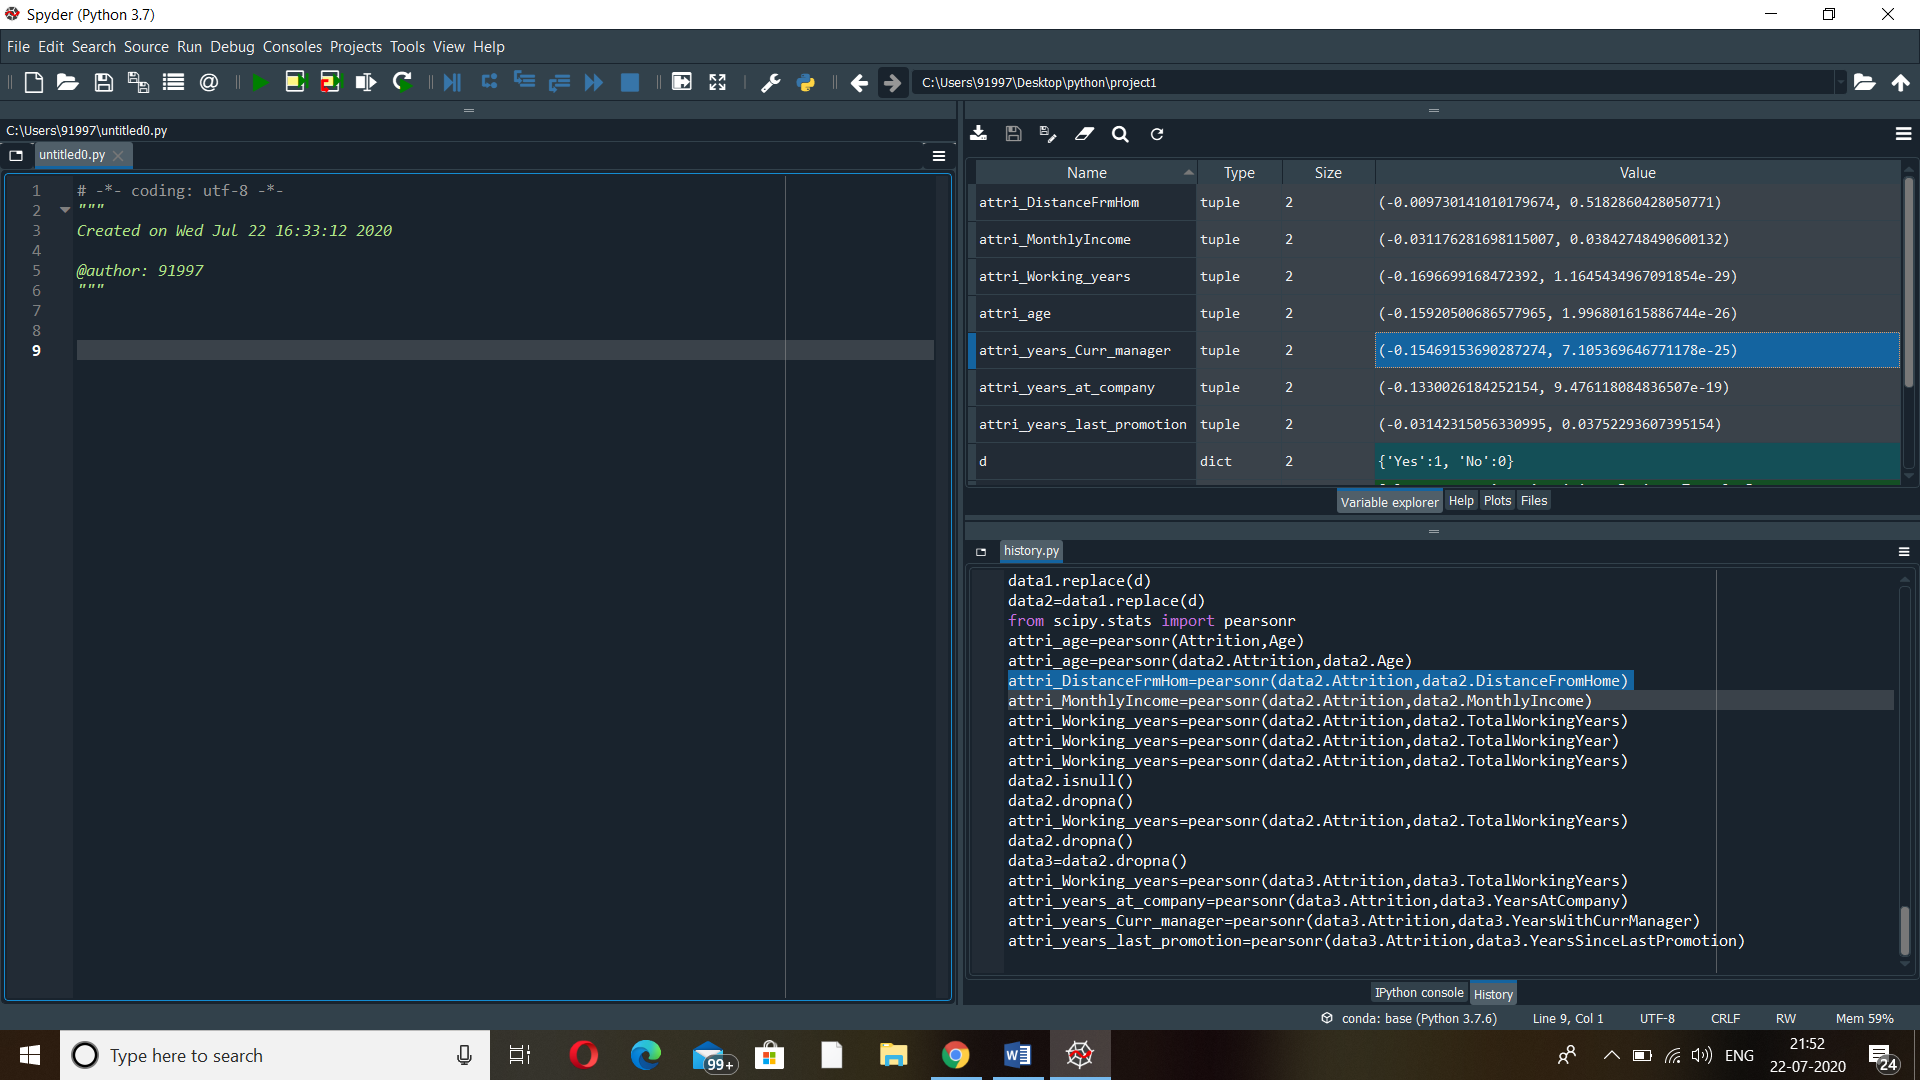 Spyder (Python 3.7)
File Edit Search Source Run Debug Consoles Projects Tools View Help
C:\Users\91997\Desktop\python\project1
C:\Users\91997\untitled0.py
untitled0.py
1 # -*- coding: utf-8 -*-
2 """
3 Created on Wed Jul 22 16:33:12 2020
4
5 @author: 91997
6 """
7
8
9
Name Type Size Value
attri_DistanceFrmHom tuple 2 (-0.009730141010179674, 0.5182860428050771)
attri_MonthlyIncome tuple 2 (-0.031176281698115007, 0.03842748490600132)
attri_Working_years tuple 2 (-0.1696699168472392, 1.1645434967091854e-29)
attri_age tuple 2 (-0.15920500686577965, 1.996801615886744e-26)
attri_years_Curr_manager tuple 2 (-0.15469153690287274, 7.105369646771178e-25)
attri_years_at_company tuple 2 (-0.1330026184252154, 9.476118084836507e-19)
attri_years_last_promotion tuple 2 (-0.03142315056330995, 0.03752293607395154)
d dict 2 {'Yes':1, 'No':0}
Variable explorer Help Plots Files
history.py
data1.replace(d)
data2=data1.replace(d)
from scipy.stats import pearsonr
attri_age=pearsonr(Attrition,Age)
attri_age=pearsonr(data2.Attrition,data2.Age)
attri_DistanceFrmHom=pearsonr(data2.Attrition,data2.DistanceFromHome)
attri_MonthlyIncome=pearsonr(data2.Attrition,data2.MonthlyIncome)
attri_Working_years=pearsonr(data2.Attrition,data2.TotalWorkingYears)
attri_Working_years=pearsonr(data2.Attrition,data2.TotalWorkingYear)
attri_Working_years=pearsonr(data2.Attrition,data2.TotalWorkingYears)
data2.isnull()
data2.dropna()
attri_Working_years=pearsonr(data2.Attrition,data2.TotalWorkingYears)
data2.dropna()
data3=data2.dropna()
attri_Working_years=pearsonr(data3.Attrition,data3.TotalWorkingYears)
attri_years_at_company=pearsonr(data3.Attrition,data3.YearsAtCompany)
attri_years_Curr_manager=pearsonr(data3.Attrition,data3.YearsWithCurrManager)
attri_years_last_promotion=pearsonr(data3.Attrition,data3.YearsSinceLastPromotion)
IPython console History
conda: base (Python 3.7.6) Line 9, Col 1 UTF-8 CRLF RW Mem 59%
Type here to search
99+
ENG
21:52
22-07-2020
24